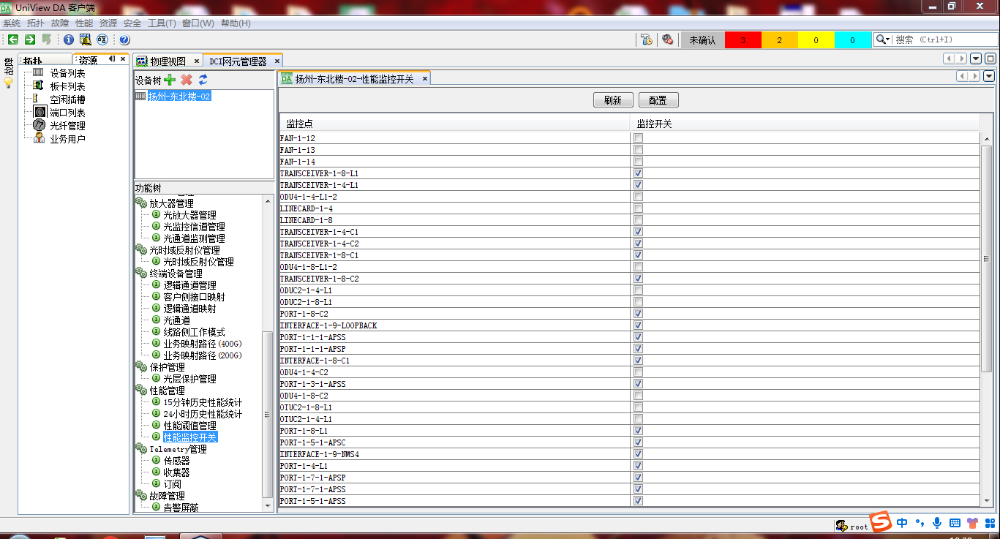 UniView DA 客户端
系统 拓扑 故障 性能 资源 安全 工具(T) 窗口(W) 帮助(H)
未确认 3 2 0 0 搜索 (Ctrl+I)
拓扑 资源
设备列表
板卡列表
空闲插槽
端口列表
光纤管理
业务用户
物理视图 DCI网元管理器
设备树
扬州-东北楼-02
功能树
放大器管理
光放大器管理
光监控信道管理
光通道监测管理
光时域反射仪管理
光时域反射仪管理
终端设备管理
逻辑通道管理
客户侧接口映射
逻辑通道映射
光通道
线路侧工作模式
业务映射路径(400G)
业务映射路径(200G)
保护管理
光层保护管理
性能管理
15分钟历史性能统计
24小时历史性能统计
性能阈值管理
性能监控开关
Telemetry管理
传感器
收集器
订阅
故障管理
告警屏蔽
扬州-东北楼-02-性能监控开关
刷新 配置
监控点 监控开关
FAN-1-12
FAN-1-13
FAN-1-14
TRANSCEIVER-1-8-L1
TRANSCEIVER-1-4-L1
ODU4-1-4-L1-2
LINECARD-1-4
LINECARD-1-8
TRANSCEIVER-1-4-C1
TRANSCEIVER-1-4-C2
TRANSCEIVER-1-8-C1
ODU4-1-8-L1-2
TRANSCEIVER-1-8-C2
ODUC2-1-4-L1
ODUC2-1-8-L1
PORT-1-8-C2
INTERFACE-1-9-LOOPBACK
PORT-1-1-1-APSS
PORT-1-1-1-APSP
INTERFACE-1-8-C1
ODU4-1-4-C2
PORT-1-3-1-APSS
ODU4-1-8-C2
OTUC2-1-8-L1
OTUC2-1-4-L1
PORT-1-8-L1
PORT-1-5-1-APSC
INTERFACE-1-9-NMS4
PORT-1-4-L1
PORT-1-7-1-APSP
PORT-1-7-1-APSS
PORT-1-5-1-APSS
root
中